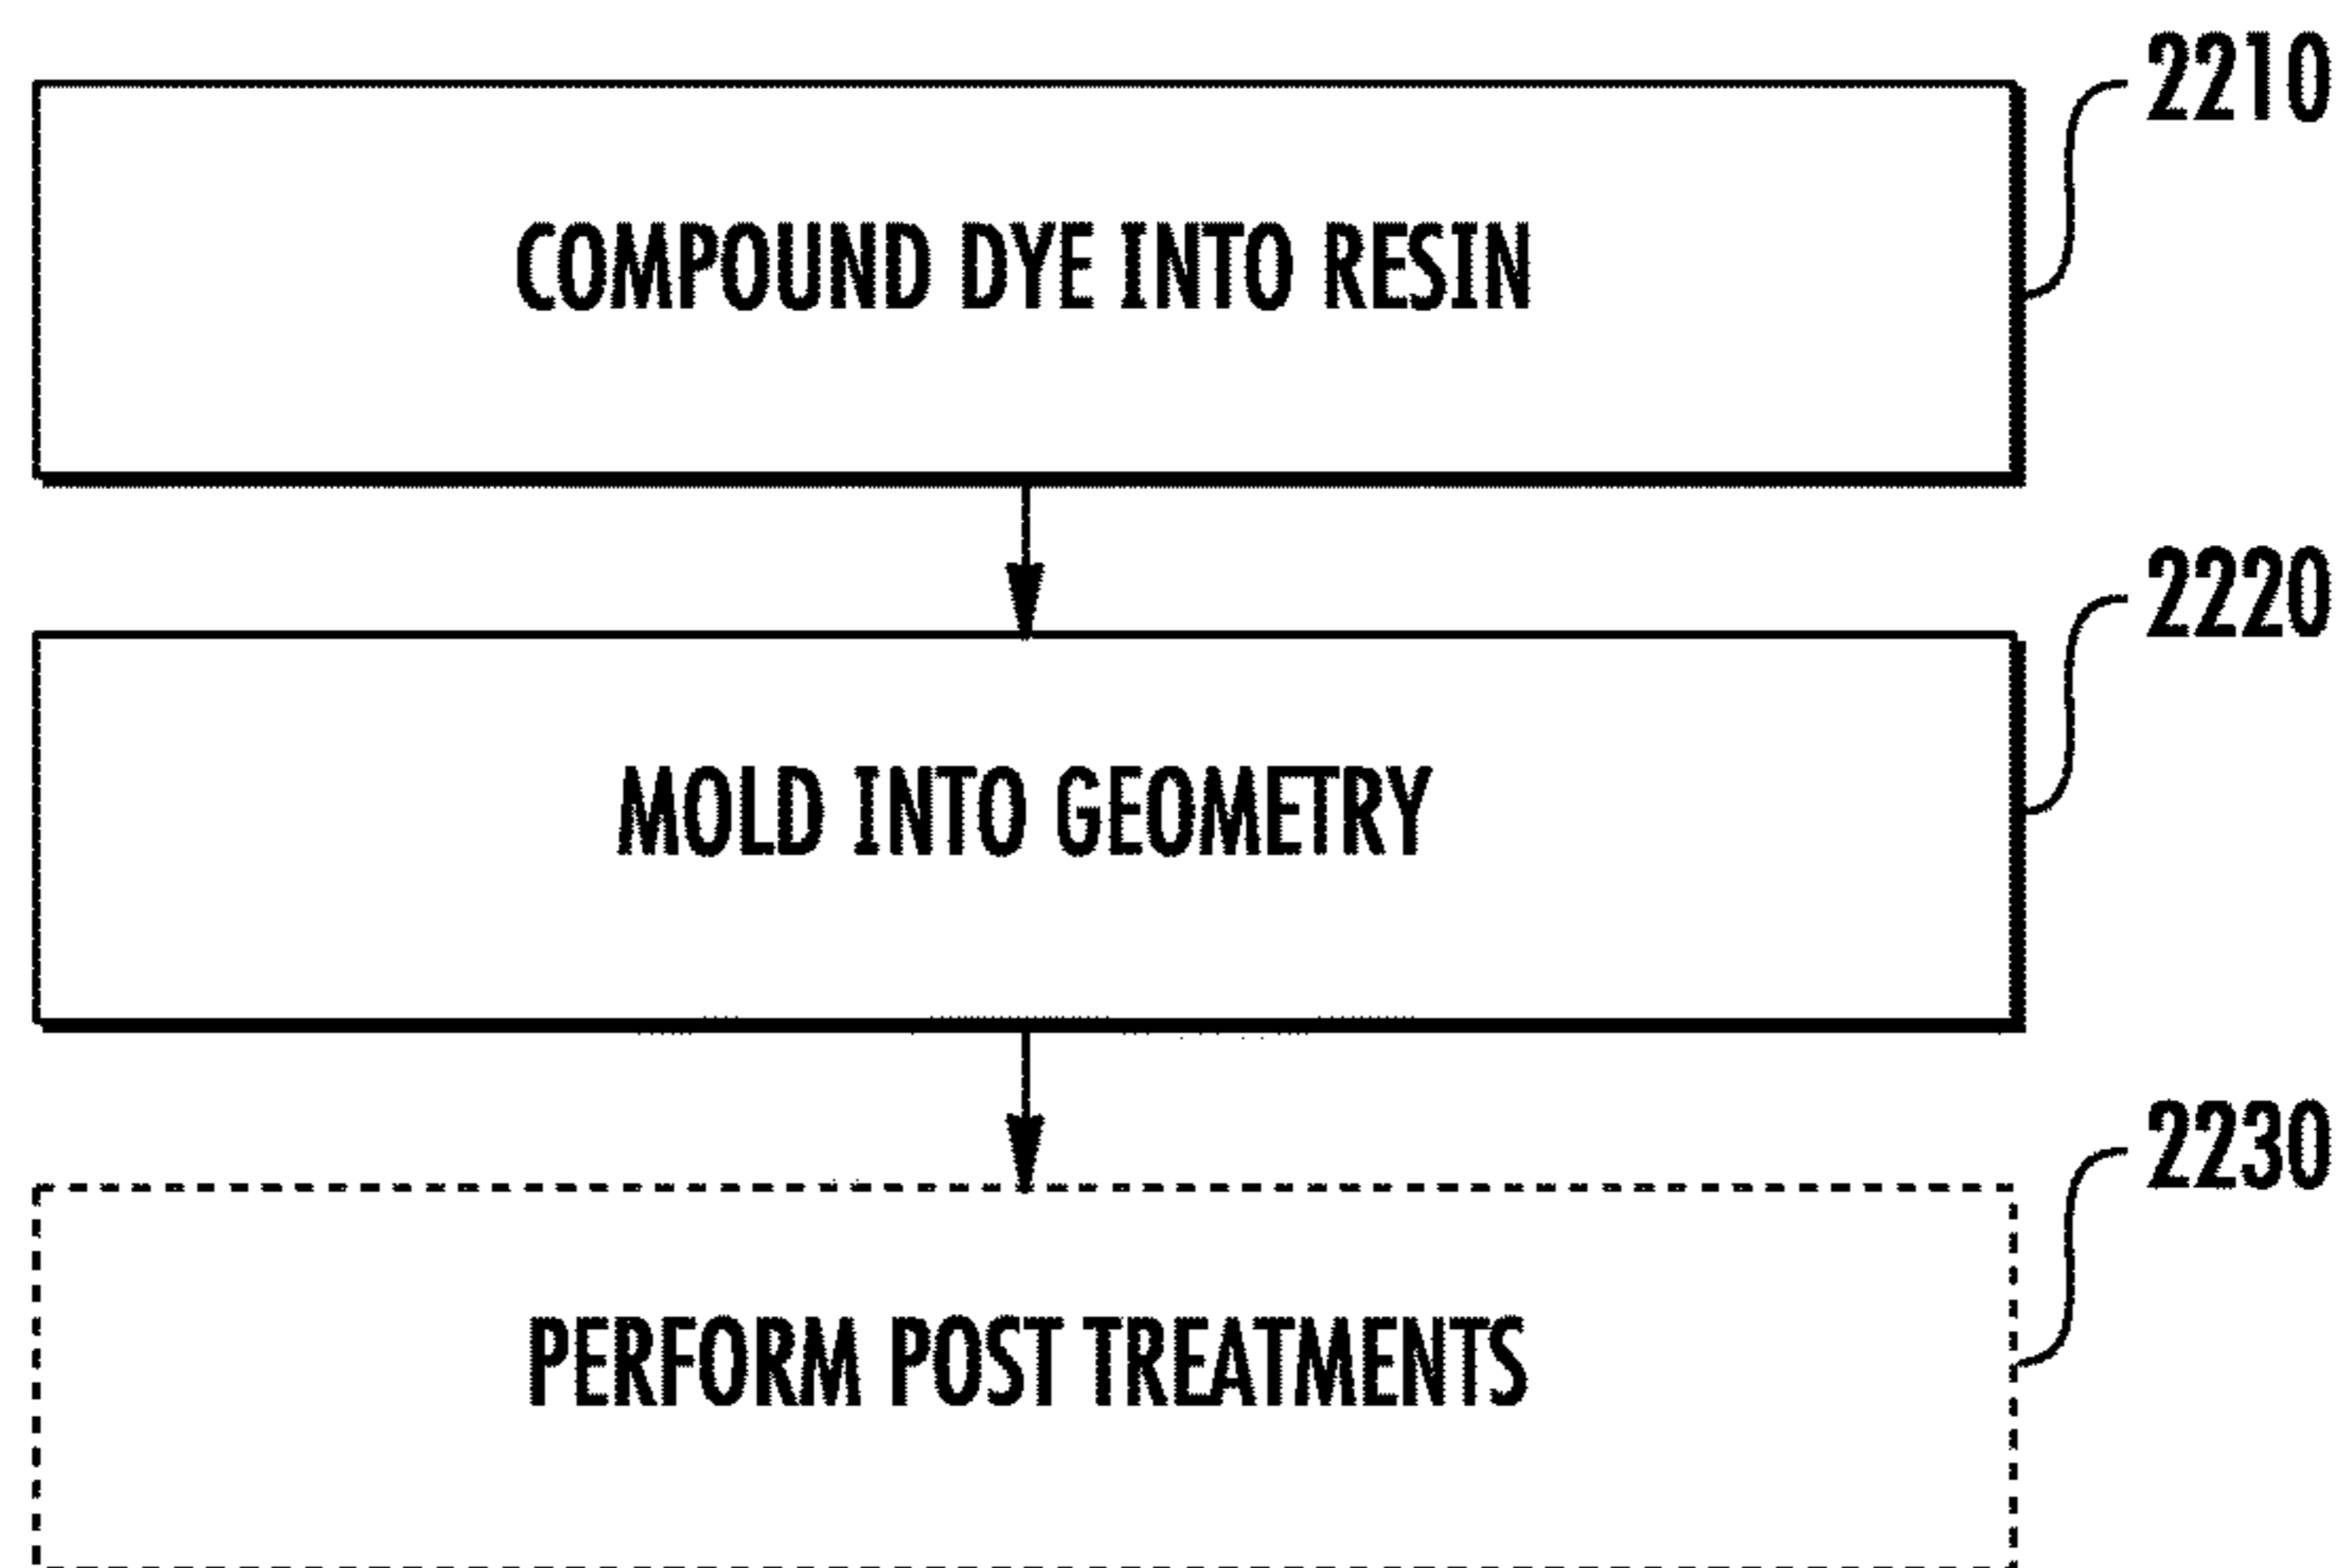 2210
COMPOUND DYE INTO RESIN
2220
MOLD INTO GEOMETRY
2230
PERFORM POST TREATMENTS